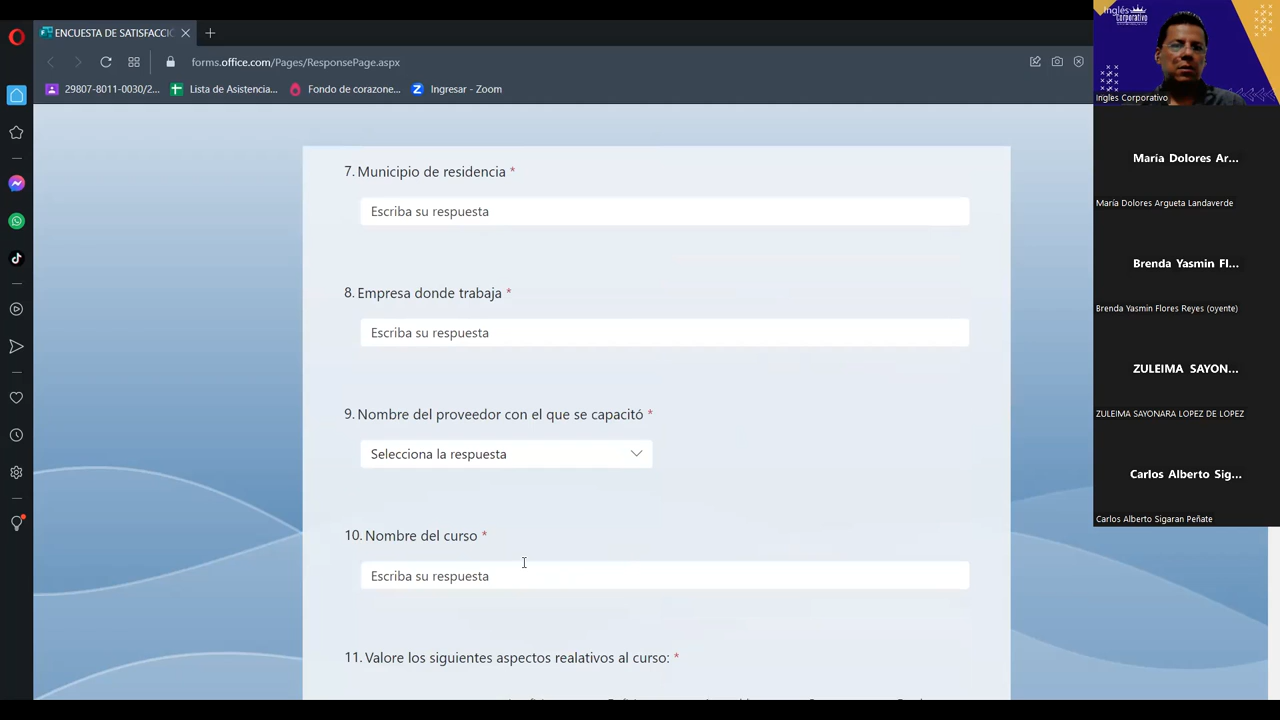 ENCUESTA DE SATISFACCI
forms.office.com/Pages/ResponsePage.aspx
29807-8011-0030/2...
Lista de Asistencia...
Fondo de corazone...
Ingresar - Zoom
7. Municipio de residencia *
Escriba su respuesta
8. Empresa donde trabaja *
Escriba su respuesta
9. Nombre del proveedor con el que se capacitó *
Selecciona la respuesta
10. Nombre del curso *
Escriba su respuesta
11. Valore los siguientes aspectos realativos al curso: *
Inglés
Corporativo
Ingles Corporativo
María Dolores Ar...
María Dolores Argueta Landaverde
Brenda Yasmin Fl...
Brenda Yasmin Flores Reyes (oyente)
ZULEIMA SAYON...
ZULEIMA SAYONARA LOPEZ DE LOPEZ
Carlos Alberto Sig...
Carlos Alberto Sigaran Peñate